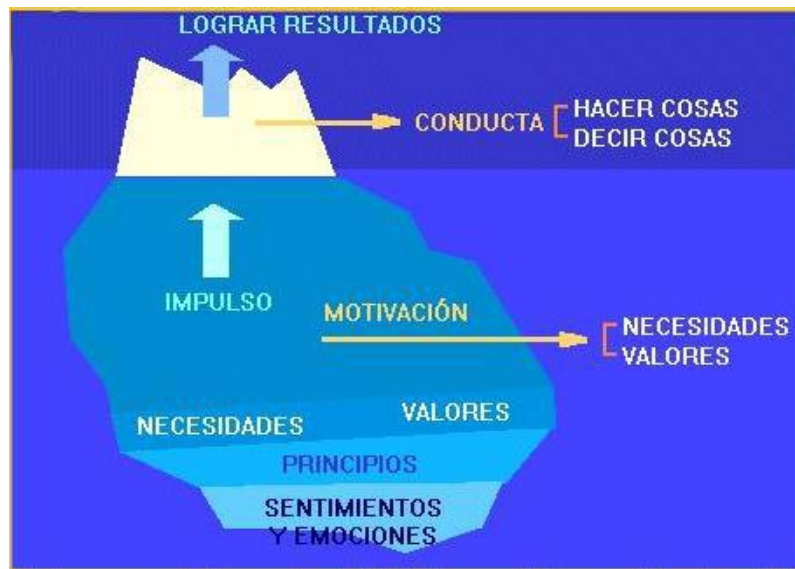 LOGRAR RESULTADOS
CONDUCTA
HACER COSAS
DECIR COSAS
IMPULSO
MOTIVACIÓN
NECESIDADES
VALORES
NECESIDADES
VALORES
PRINCIPIOS
SENTIMIENTOS
Y EMOCIONES